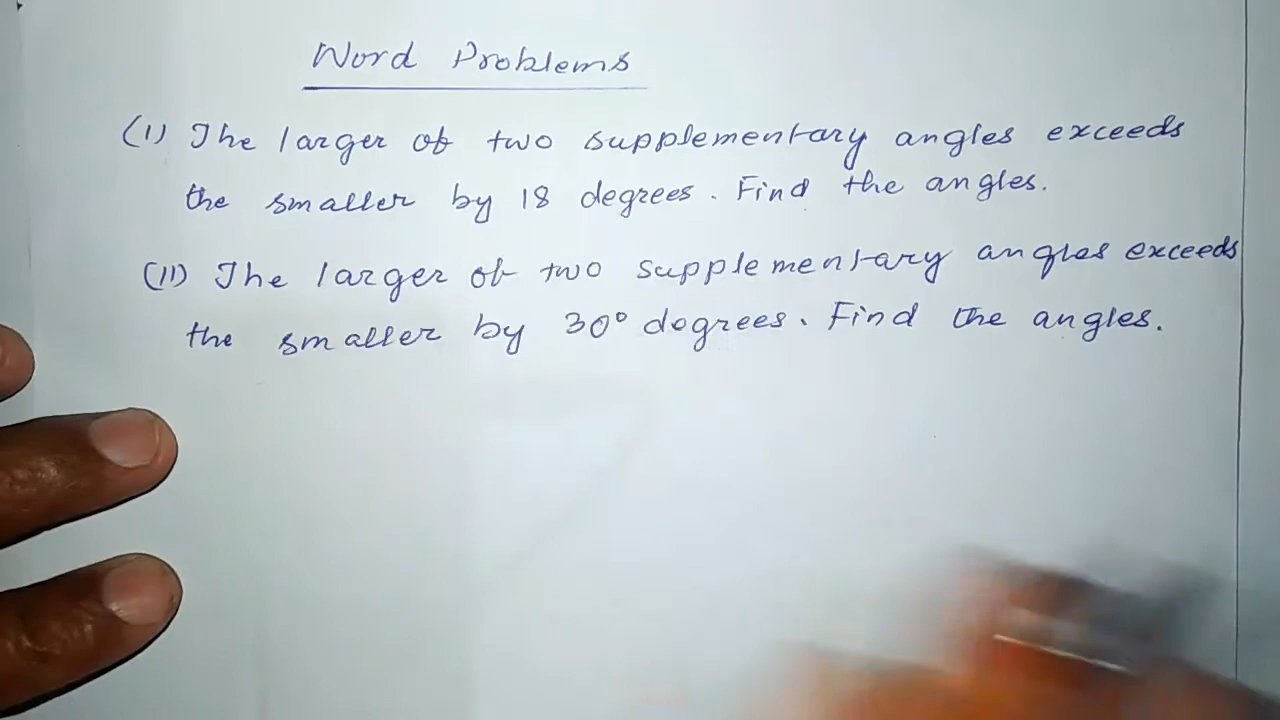 Word Problems
(I) The larger of two supplementary angles exceeds
the smaller by 18 degrees. Find the angles.
(II) The larger of two supplementary angles exceeds
the smaller by 30° degrees. Find the angles.